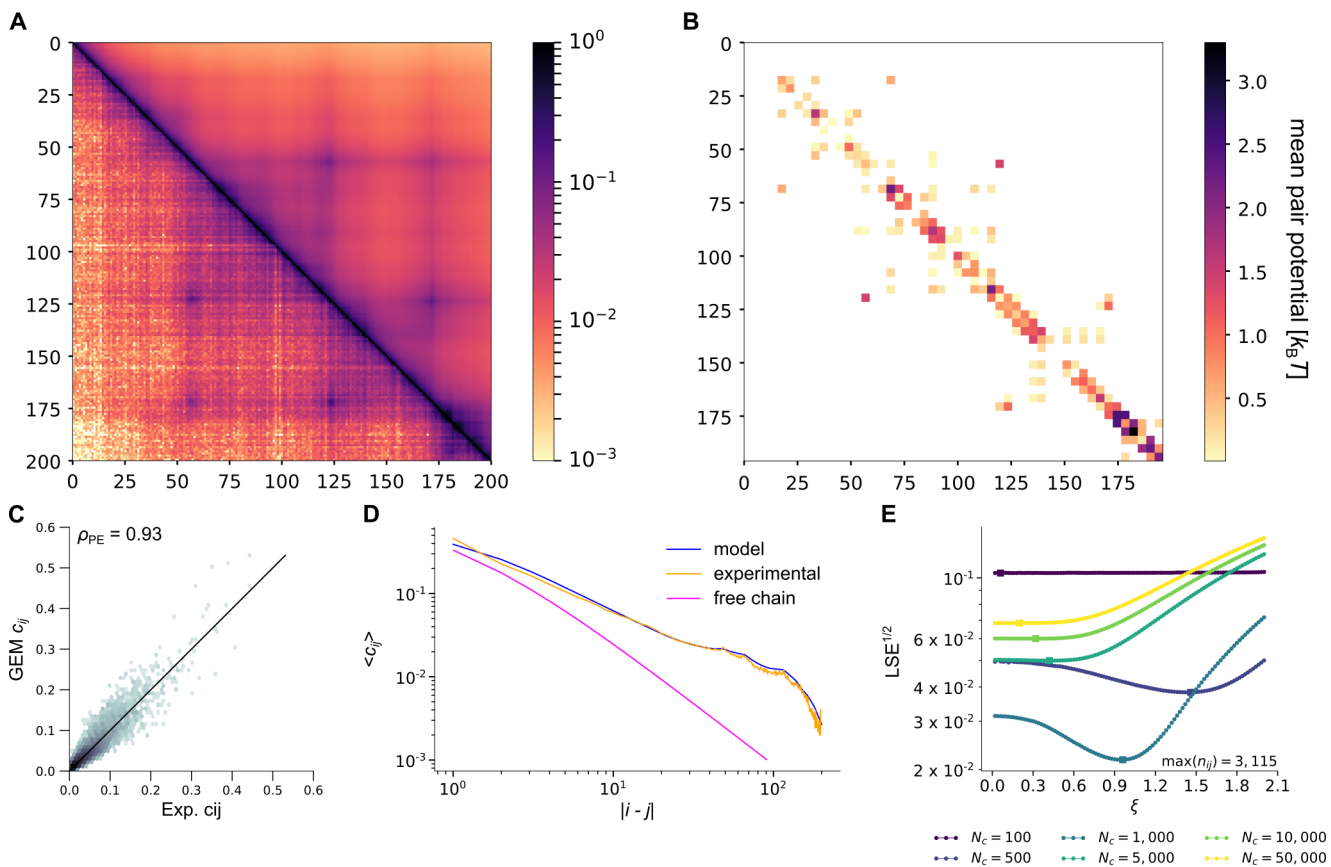 A
0
25
50
75
100
125
150
175
200
0
25
50
75
100
125
150
175
200
10^0
10^-1
10^-2
10^-3
B
0
25
50
75
100
125
150
175
0
25
50
75
100
125
150
175
3.0
2.5
2.0
1.5
1.0
0.5
mean pair potential [k_BT]
C
ρ_PE = 0.93
GEM c_ij
0.6
0.5
0.4
0.3
0.2
0.1
0.0
0.0
0.1
0.2
0.3
0.4
0.5
0.6
Exp. cij
D
model
experimental
free chain
<c_ij>
10^-1
10^-2
10^-3
10^0
10^1
10^2
|i - j|
E
LSE^1/2
10^-1
6 x 10^-2
4 x 10^-2
3 x 10^-2
2 x 10^-2
max(n_ij) = 3,115
0.0
0.3
0.6
0.9
1.2
1.5
1.8
2.1
ξ
N_c = 100
N_c = 1,000
N_c = 10,000
N_c = 500
N_c = 5,000
N_c = 50,000